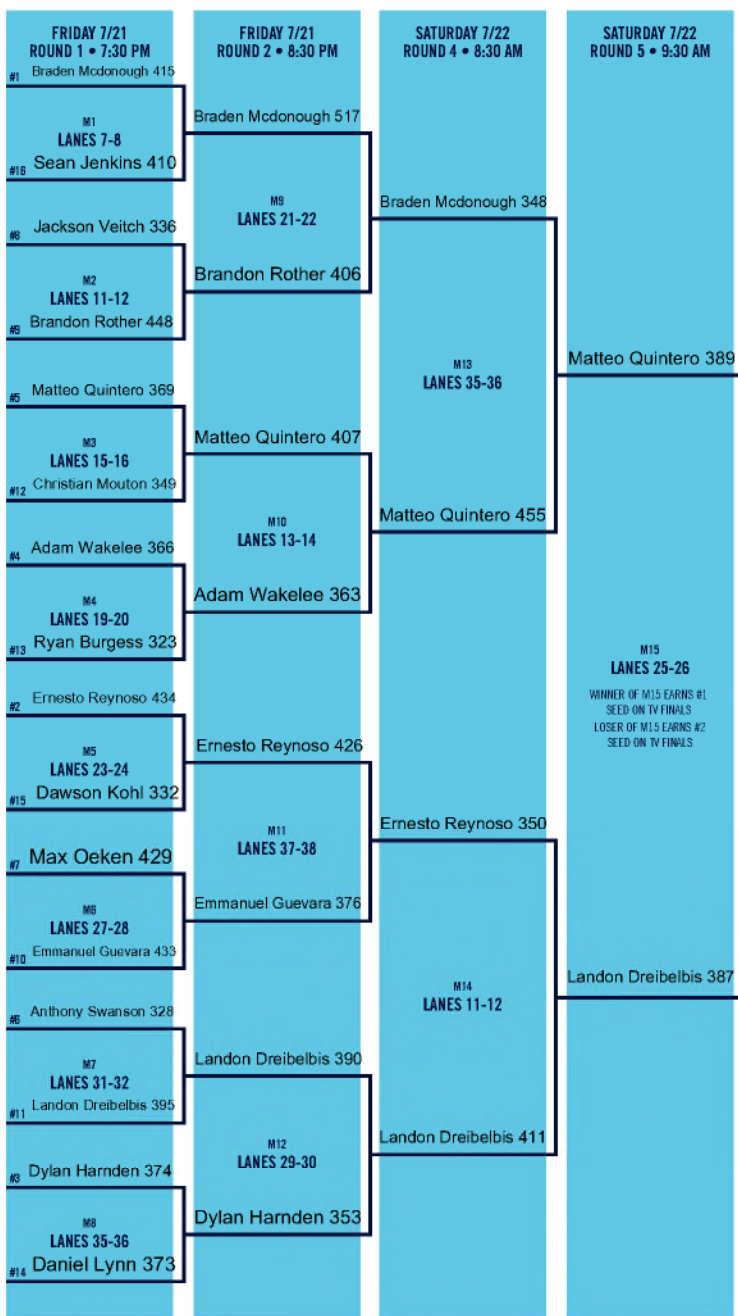 FRIDAY 7/21
ROUND 1 • 7:30 PM
#1 Braden Mcdonough 415
M1
LANES 7-8
#16 Sean Jenkins 410
#8 Jackson Veitch 336
M2
LANES 11-12
#9 Brandon Rother 448
#5 Matteo Quintero 369
M3
LANES 15-16
#12 Christian Mouton 349
#4 Adam Wakelee 366
M4
LANES 19-20
#13 Ryan Burgess 323
#2 Ernesto Reynoso 434
M5
LANES 23-24
#15 Dawson Kohl 332
#7 Max Oeken 429
M6
LANES 27-28
#10 Emmanuel Guevara 433
#6 Anthony Swanson 328
M7
LANES 31-32
#11 Landon Dreibelbis 395
#3 Dylan Harnden 374
M8
LANES 35-36
#14 Daniel Lynn 373
FRIDAY 7/21
ROUND 2 • 8:30 PM
Braden Mcdonough 517
M9
LANES 21-22
Brandon Rother 406
Matteo Quintero 407
M10
LANES 13-14
Adam Wakelee 363
Ernesto Reynoso 426
M11
LANES 37-38
Emmanuel Guevara 376
Landon Dreibelbis 390
M12
LANES 29-30
Dylan Harnden 353
SATURDAY 7/22
ROUND 4 • 8:30 AM
Braden Mcdonough 348
M13
LANES 35-36
Matteo Quintero 455
Ernesto Reynoso 350
M14
LANES 11-12
Landon Dreibelbis 411
SATURDAY 7/22
ROUND 5 • 9:30 AM
Matteo Quintero 389
M15
LANES 25-26
WINNER OF M15 EARNS #1
SEED ON TV FINALS
LOSER OF M15 EARNS #2
SEED ON TV FINALS
Landon Dreibelbis 387